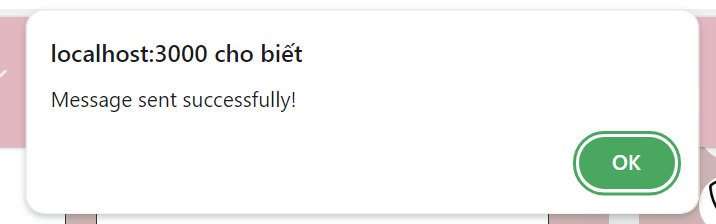 localhost:3000 cho biết
Message sent successfully!
OK